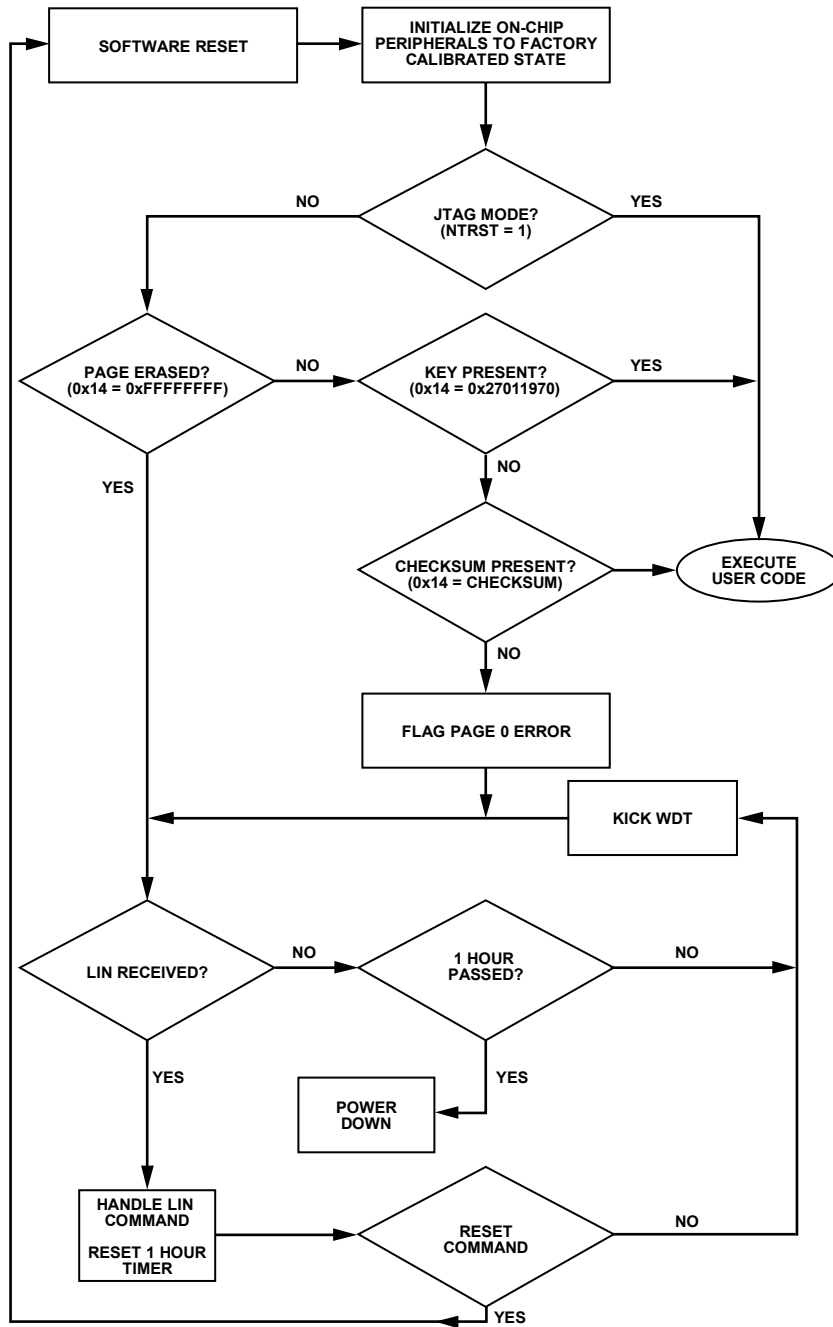 SOFTWARE RESET
INITIALIZE ON-CHIP
PERIPHERALS TO FACTORY
CALIBRATED STATE
NO
JTAG MODE?
(NTRST = 1)
YES
PAGE ERASED?
(0x14 = 0xFFFFFFFF)
NO
KEY PRESENT?
(0x14 = 0x27011970)
YES
YES
NO
CHECKSUM PRESENT?
(0x14 = CHECKSUM)
EXECUTE
USER CODE
NO
FLAG PAGE 0 ERROR
KICK WDT
LIN RECEIVED?
NO
1 HOUR
PASSED?
NO
YES
YES
POWER
DOWN
HANDLE LIN
COMMAND
RESET 1 HOUR
TIMER
RESET
COMMAND
NO
YES